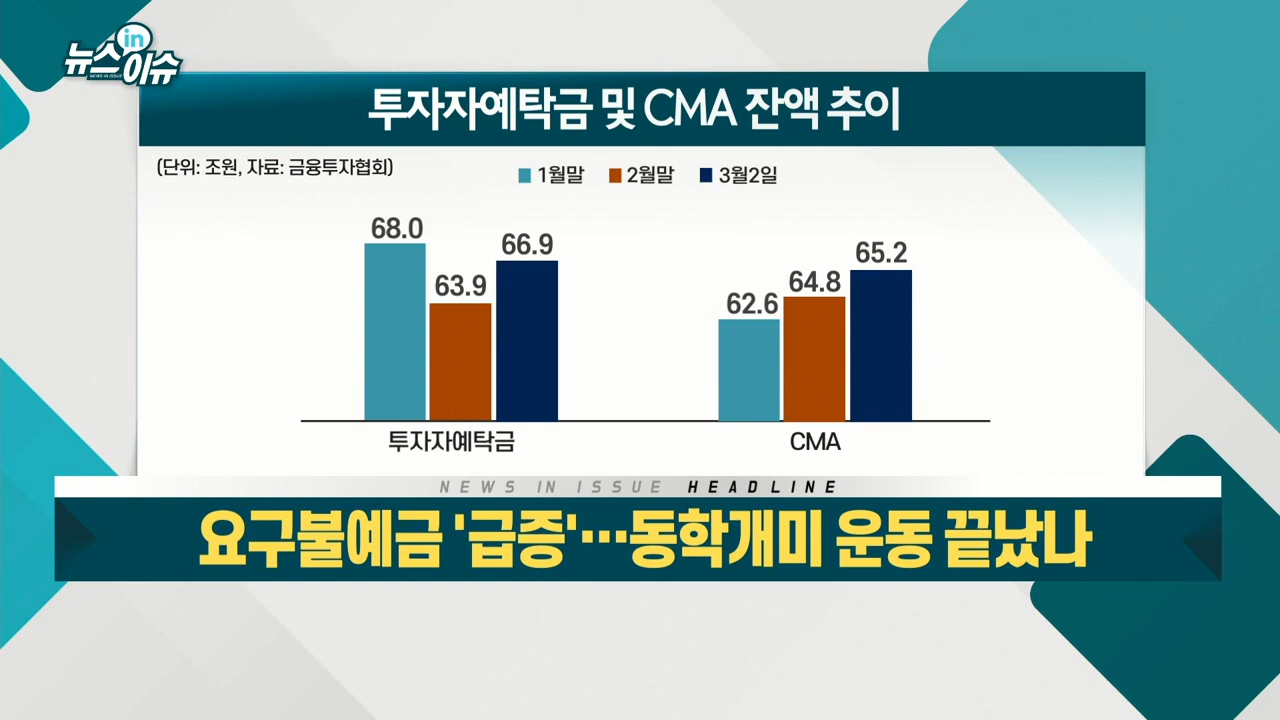 뉴스in이슈
NEWS IN ISSUE
투자자예탁금 및 CMA 잔액 추이
(단위: 조원, 자료: 금융투자협회)
1월말 2월말 3월2일
68.0 63.9 66.9 62.6 64.8 65.2
투자자예탁금 CMA
NEWS IN ISSUE HEADLINE
요구불예금 '급증'…동학개미 운동 끝났나